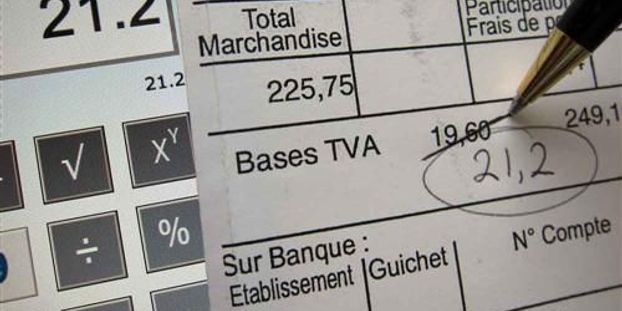 21.2
21.2
√
Xʸ
÷
%
Total
Marchandise
Participation
Frais de
225,75
Bases TVA
19,60
249,1
21,2
Sur Banque :
Etablissement
Guichet
N° Compte